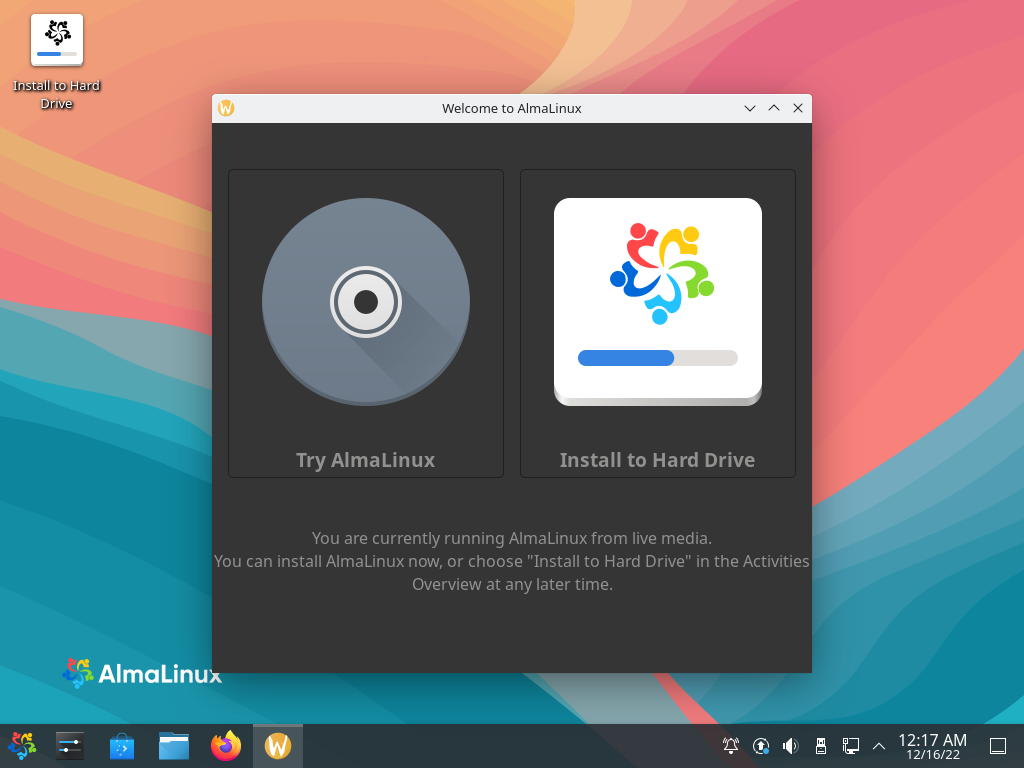 Install to Hard
Drive
Welcome to AlmaLinux
Try AlmaLinux
Install to Hard Drive
You are currently running AlmaLinux from live media.
You can install AlmaLinux now, or choose "Install to Hard Drive" in the Activities
Overview at any later time.
AlmaLinux
12:17 AM
12/16/22